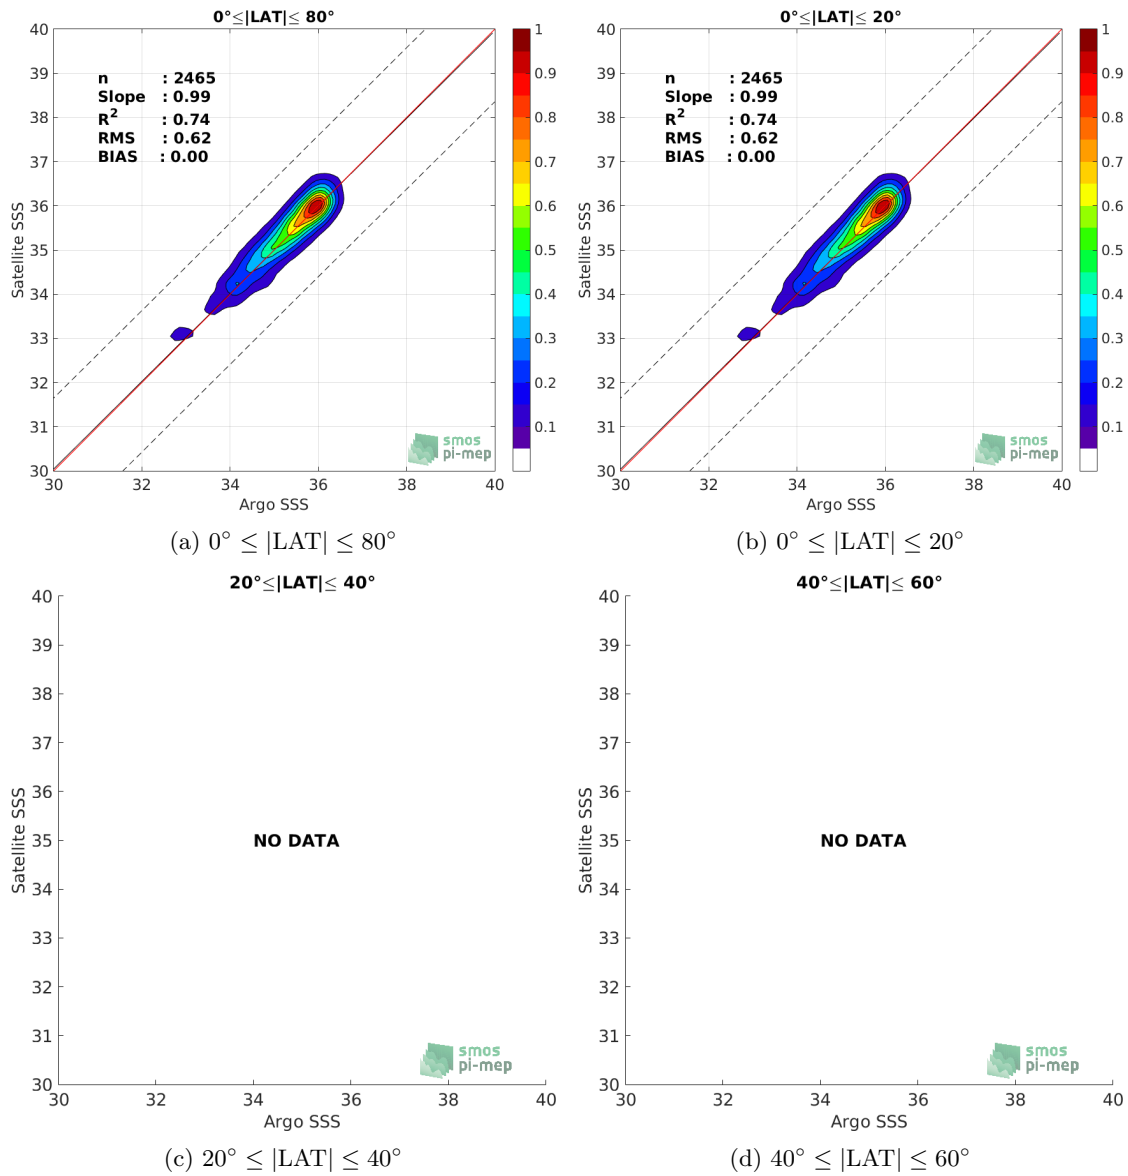 0°≤|LAT|≤ 80°
40
39
38
37
36
35
34
33
32
31
30
Satellite SSS
n : 2465
Slope : 0.99
R² : 0.74
RMS : 0.62
BIAS : 0.00
1
0.9
0.8
0.7
0.6
0.5
0.4
0.3
0.2
0.1
smos
pi-mep
30 32 34 36 38 40
Argo SSS
(a) 0° ≤ |LAT| ≤ 80°
0°≤|LAT|≤ 20°
40
39
38
37
36
35
34
33
32
31
30
Satellite SSS
n : 2465
Slope : 0.99
R² : 0.74
RMS : 0.62
BIAS : 0.00
1
0.9
0.8
0.7
0.6
0.5
0.4
0.3
0.2
0.1
smos
pi-mep
30 32 34 36 38 40
Argo SSS
(b) 0° ≤ |LAT| ≤ 20°
20°≤|LAT|≤ 40°
40
39
38
37
36
35
34
33
32
31
30
Satellite SSS
NO DATA
smos
pi-mep
30 32 34 36 38 40
Argo SSS
(c) 20° ≤ |LAT| ≤ 40°
40°≤|LAT|≤ 60°
40
39
38
37
36
35
34
33
32
31
30
Satellite SSS
NO DATA
smos
pi-mep
30 32 34 36 38 40
Argo SSS
(d) 40° ≤ |LAT| ≤ 60°